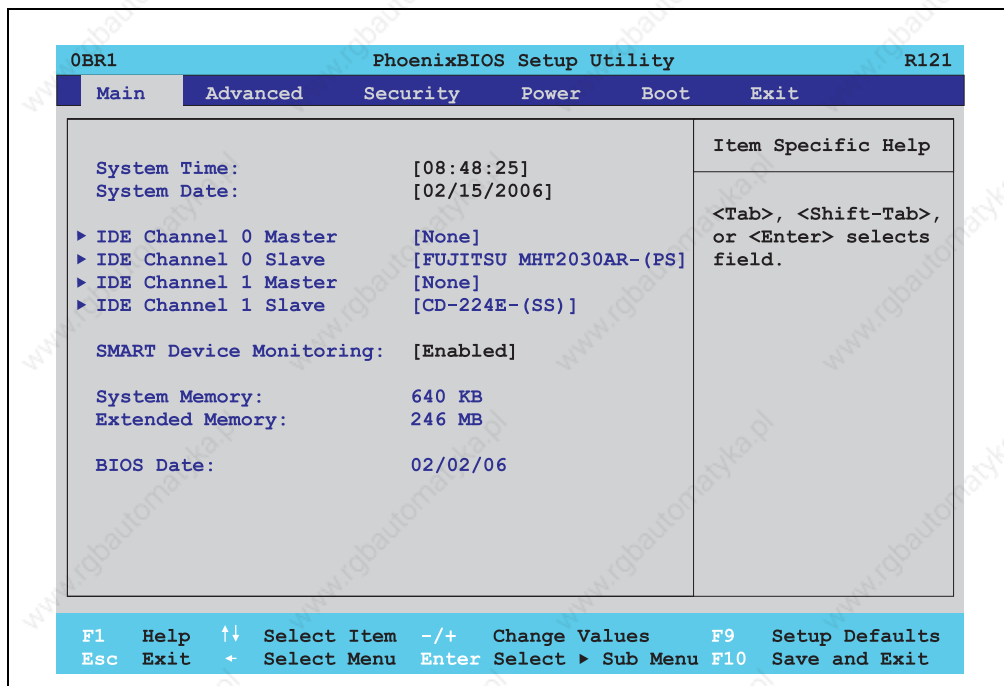 0BR1 PhoenixBIOS Setup Utility R121
Main Advanced Security Power Boot Exit
Item Specific Help
System Time: [08:48:25]
System Date: [02/15/2006]
<Tab>, <Shift-Tab>,
or <Enter> selects
field.
▶ IDE Channel 0 Master [None]
▶ IDE Channel 0 Slave [FUJITSU MHT2030AR-(PS]
▶ IDE Channel 1 Master [None]
▶ IDE Channel 1 Slave [CD-224E-(SS)]
SMART Device Monitoring: [Enabled]
System Memory: 640 KB
Extended Memory: 246 MB
BIOS Date: 02/02/06
F1 Help ↑↓ Select Item -/+ Change Values F9 Setup Defaults
Esc Exit ← Select Menu Enter Select ▶ Sub Menu F10 Save and Exit
www.rgbautomatyka.pl